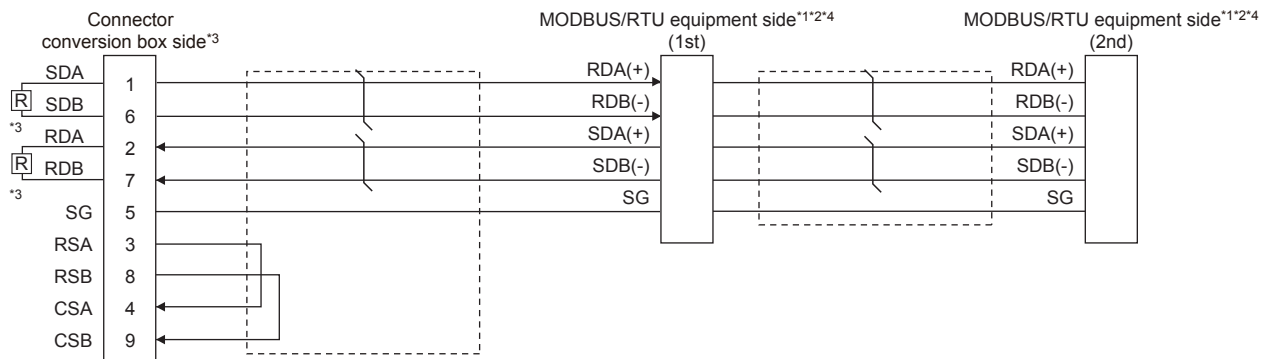 Connector
conversion box side*3
MODBUS/RTU equipment side*1*2*4
(1st)
MODBUS/RTU equipment side*1*2*4
(2nd)
SDA 1 RDA(+) RDA(+)
R
SDB 6 RDB(-) RDB(-)
*3
RDA 2 SDA(+) SDA(+)
R
RDB 7 SDB(-) SDB(-)
*3
SG 5 SG SG
RSA 3
RSB 8
CSA 4
CSB 9